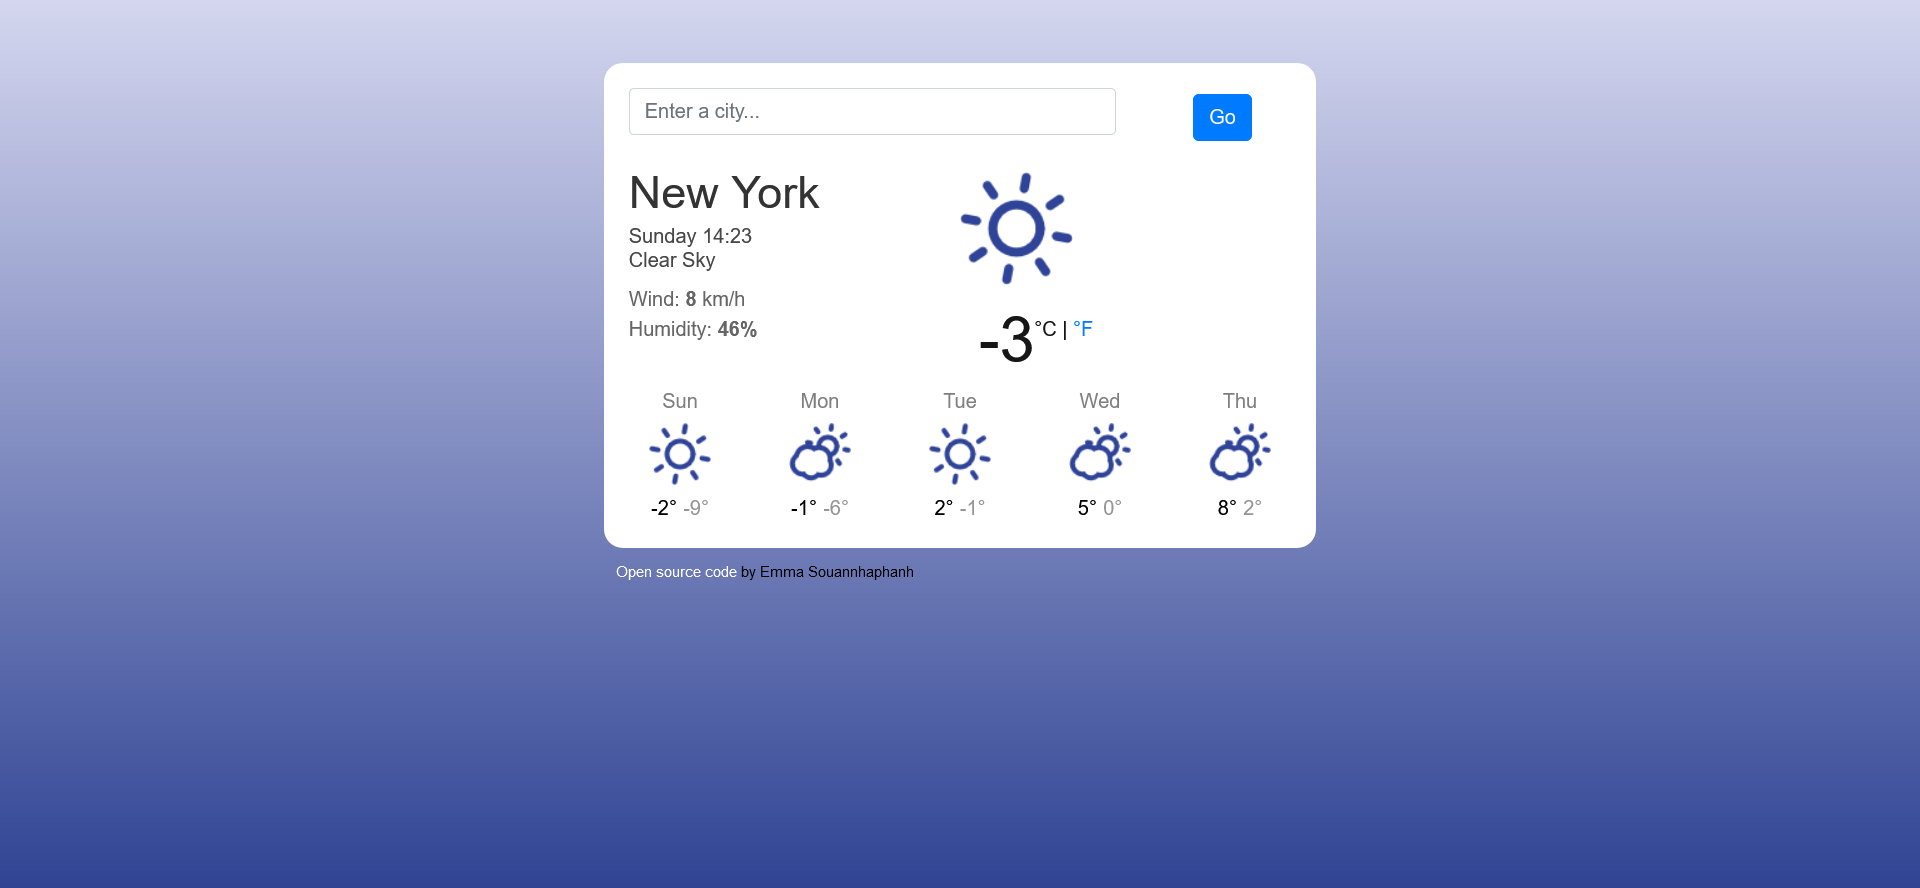 Enter a city...
Go
New York
Sunday 14:23
Clear Sky
Wind: 8 km/h
Humidity: 46%
-3°C | °F
Sun Mon Tue Wed Thu
-2° -9° -1° -6° 2° -1° 5° 0° 8° 2°
Open source code by Emma Souannhaphanh